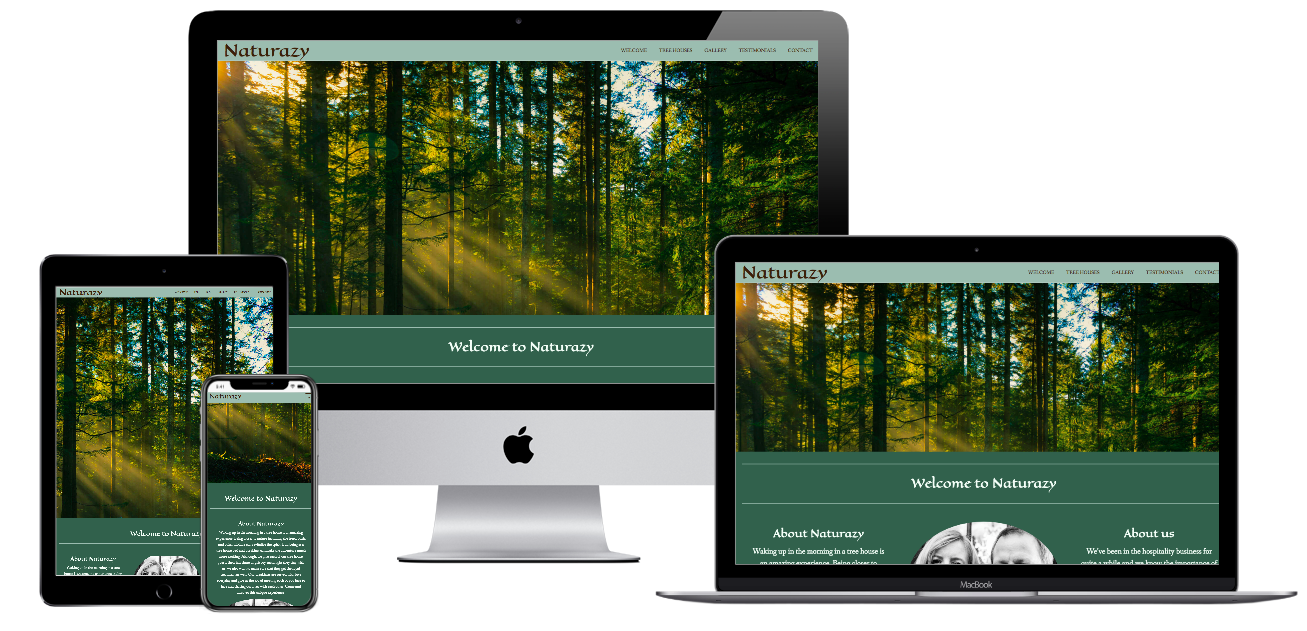 Naturazy
WELCOME TREE HOUSES GALLERY TESTIMONIALS CONTACT
Welcome to Naturazy
Naturazy
WELCOME TREE HOUSES GALLERY TESTIMONIALS CONTACT
Welcome to Naturazy
About Naturazy
Waking up in the morning in a tree house is
an amazing experience. Being closer to
About us
We've been in the hospitality business for
quite a while and we know the importance of
MacBook
Naturazy
Welcome to Naturazy
About Naturazy
Naturazy
Welcome to Naturazy
About Naturazy